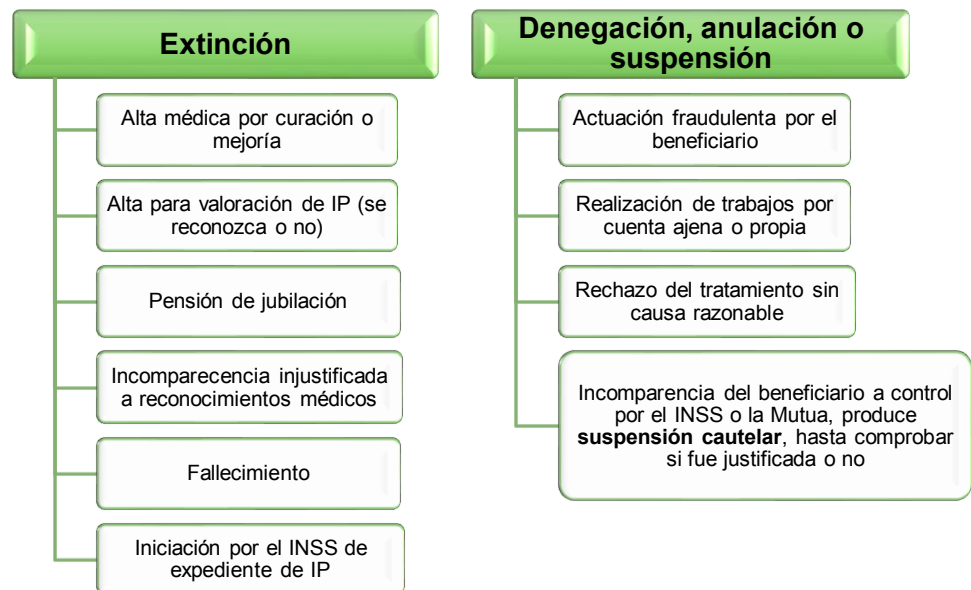 Extinción
Alta médica por curación o
mejoría
Alta para valoración de IP (se
reconozca o no)
Pensión de jubilación
Incomparecencia injustificada
a reconocimientos médicos
Fallecimiento
Iniciación por el INSS de
expediente de IP
Denegación, anulación o
suspensión
Actuación fraudulenta por el
beneficiario
Realización de trabajos por
cuenta ajena o propia
Rechazo del tratamiento sin
causa razonable
Incomparencia del beneficiario a control
por el INSS o la Mutua, produce
suspensión cautelar, hasta comprobar
si fue justificada o no